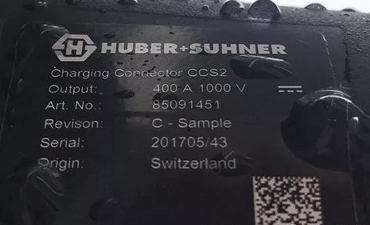 HUBER+SUHNER
Charging Connector CCS2
Output: 400 A 1000 V
Art. No.: 85091451
Revison: C - Sample
Serial: 201705/43
Origin: Switzerland